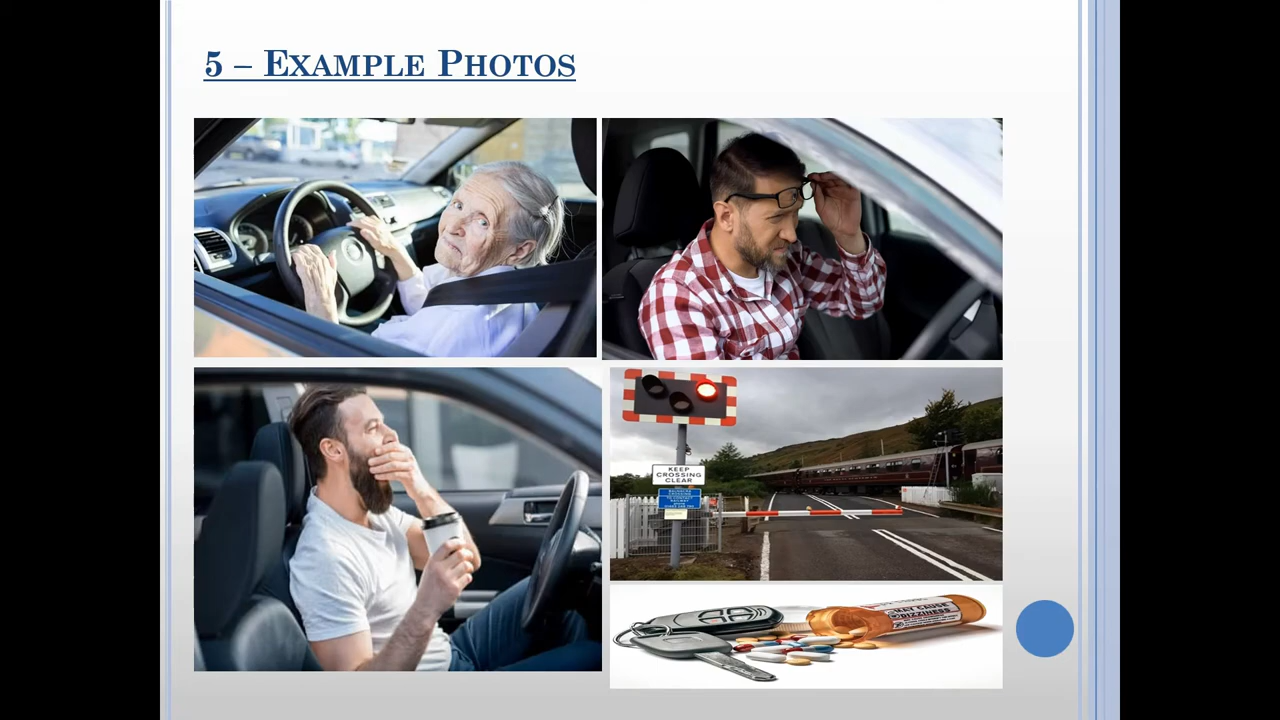 5 – Example Photos
KEEP
CROSSING
CLEAR
MAY CAUSE
DIZZINESS